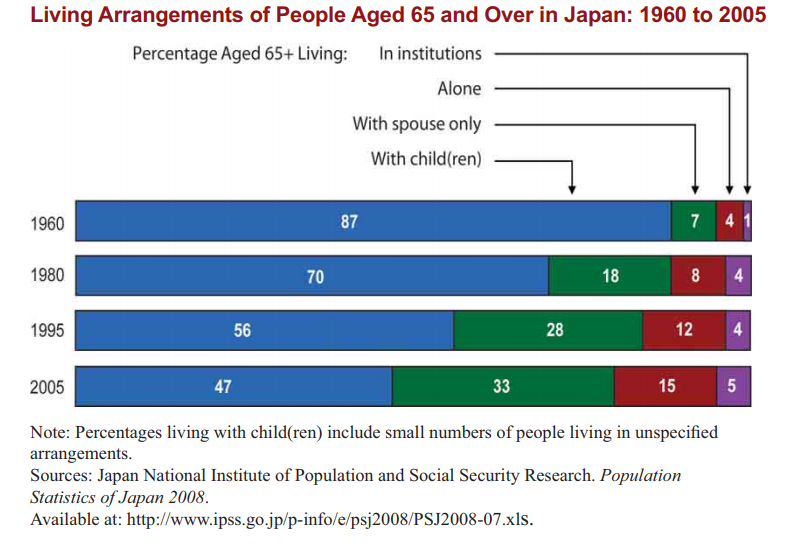 Living Arrangements of People Aged 65 and Over in Japan: 1960 to 2005
Percentage Aged 65+ Living: In institutions
Alone
With spouse only
With child(ren)
1960 87 7 4 1
1980 70 18 8 4
1995 56 28 12 4
2005 47 33 15 5
Note: Percentages living with child(ren) include small numbers of people living in unspecified
arrangements.
Sources: Japan National Institute of Population and Social Security Research. Population
Statistics of Japan 2008.
Available at: http://www.ipss.go.jp/p-info/e/psj2008/PSJ2008-07.xls.